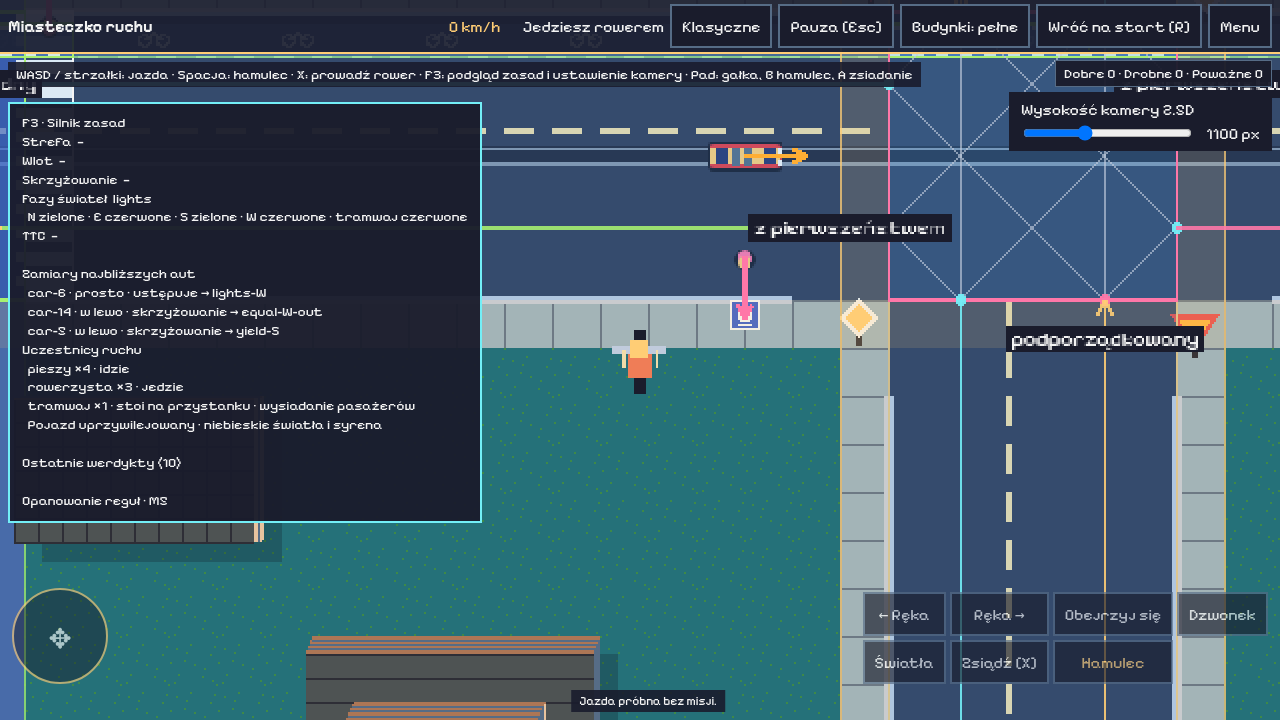 Miasteczko ruchu
0 km/h
Jedziesz rowerem
Klasyczne
Pauza (Esc)
Budynki: pełne
Wróć na start (R)
Menu
WASD / strzałki: jazda · Spacja: hamulec · X: prowadź rower · F3: podgląd zasad i ustawienie kamery · Pad: gałka, B hamulec, A zsiadanie
Dobre 0 · Drobne 0 · Poważne 0
Wysokość kamery 2.5D
1100 px
F3 · Silnik zasad
Strefa -
Wlot -
Skrzyżowanie -
Fazy świateł lights
N zielone · E czerwone · S zielone · W czerwone · tramwaj czerwone
TTC -
Zamiary najbliższych aut
car-6 · prosto · ustępuje → lights-W
car-14 · w lewo · skrzyżowanie → equal-W-out
car-5 · w lewo · skrzyżowanie → yield-S
Uczestnicy ruchu
pieszy ×4 · idzie
rowerzysta ×3 · jedzie
tramwaj ×1 · stoi na przystanku · wysiadanie pasażerów
Pojazd uprzywilejowany · niebieskie światła i syrena
Ostatnie werdykty (10)
Opanowanie reguł · M5
z pierwszeństwem
podporządkowany
← Ręka
Ręka →
Obejrzyj się
Dzwonek
Światła
Zsiądź (X)
Hamulec
Jazda próbna bez misji.